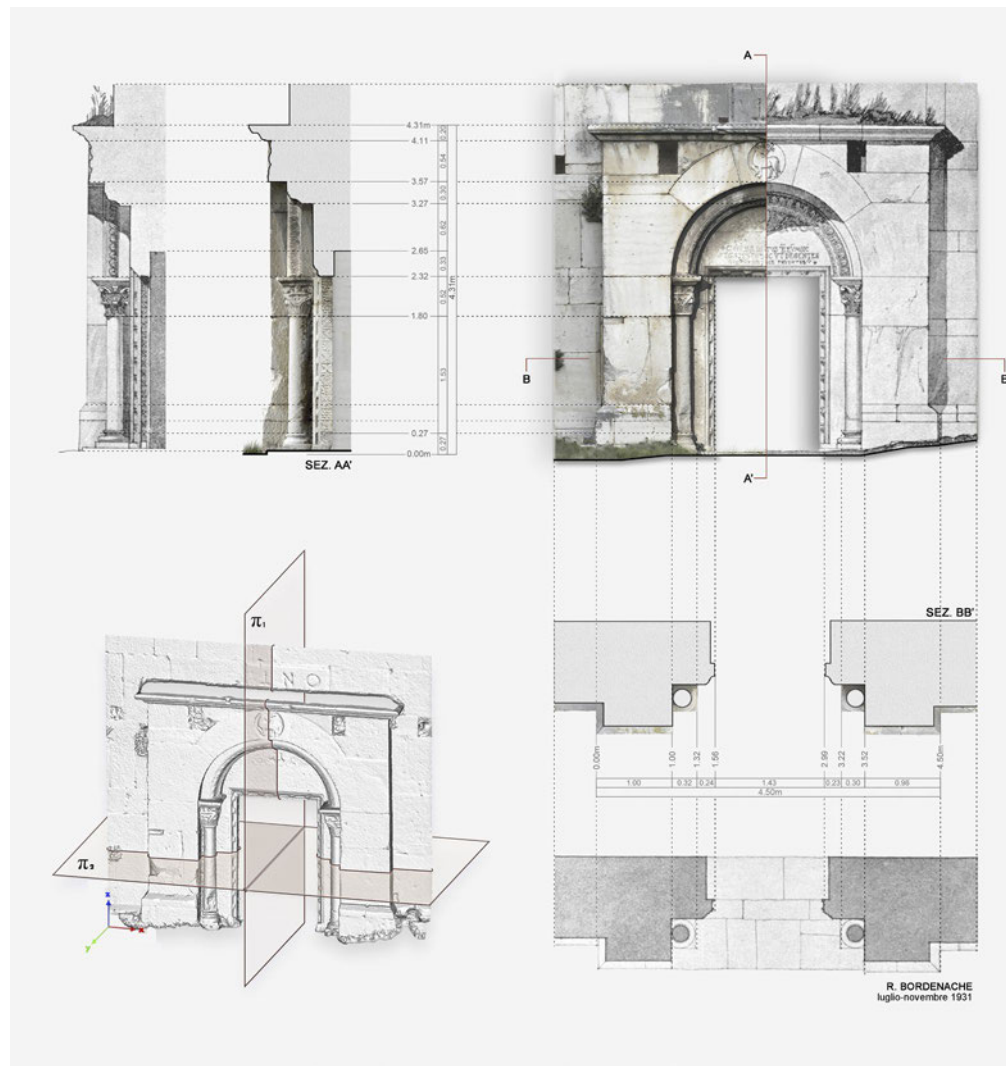 A
4.31m
4.11
3.57
3.27
2.65
2.32
1.80
0.27
0.00m
0.20
0.54
0.30
0.62
0.33
0.52
1.53
0.27
4.31m
SEZ. AA'
B
B
A'
π₁
N O
π₂
z
x
y
SEZ. BB'
0.00m 1.00 1.32 1.56 2.99 3.22 3.52 4.50m
1.00 0.32 0.24 1.43 0.23 0.30 0.98
4.50m
R. BORDENACHE
luglio-novembre 1931